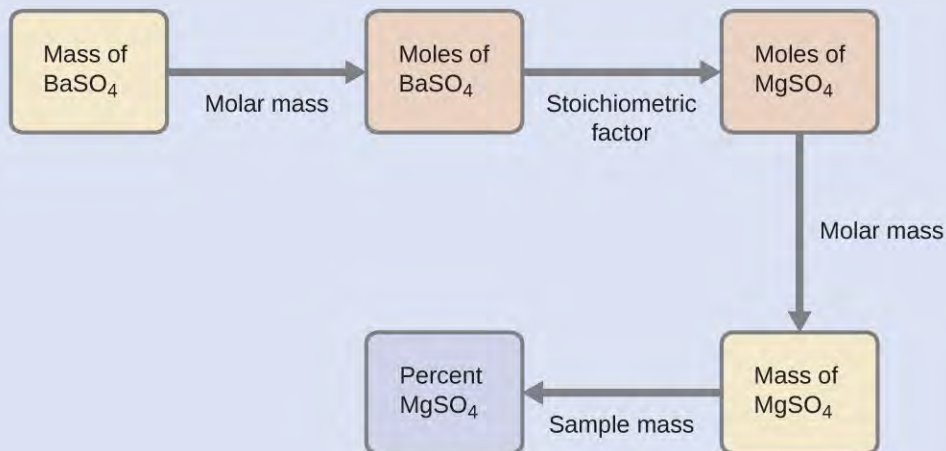 Mass of
BaSO₄
Molar mass
Moles of
BaSO₄
Stoichiometric
factor
Moles of
MgSO₄
Molar mass
Mass of
MgSO₄
Sample mass
Percent
MgSO₄